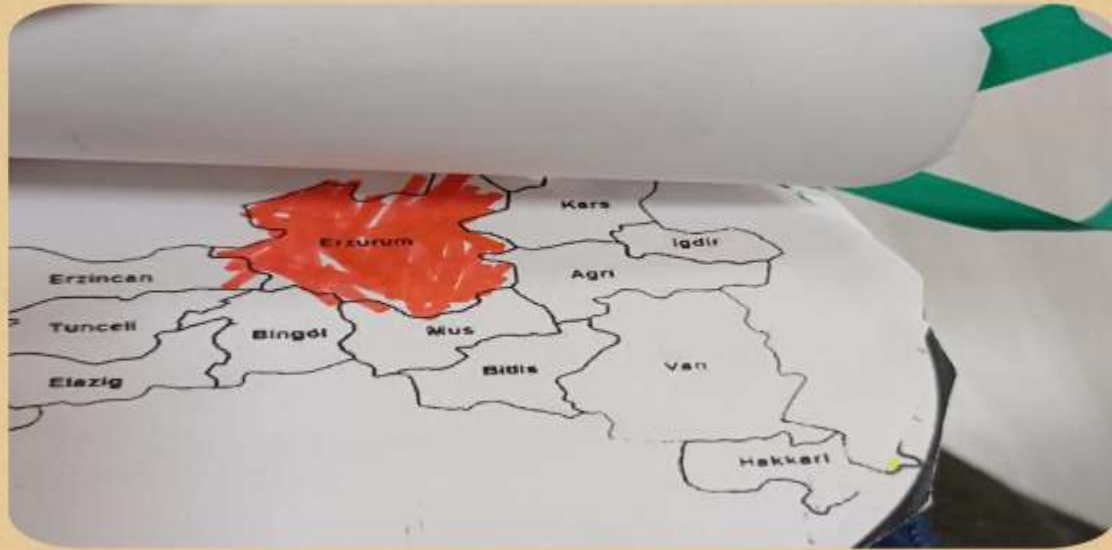 Kars
Igdir
Erzurum
Agri
Erzincan
Tunceli
Bingöl
Mus
Bitlis
Van
Elazig
Hakkari